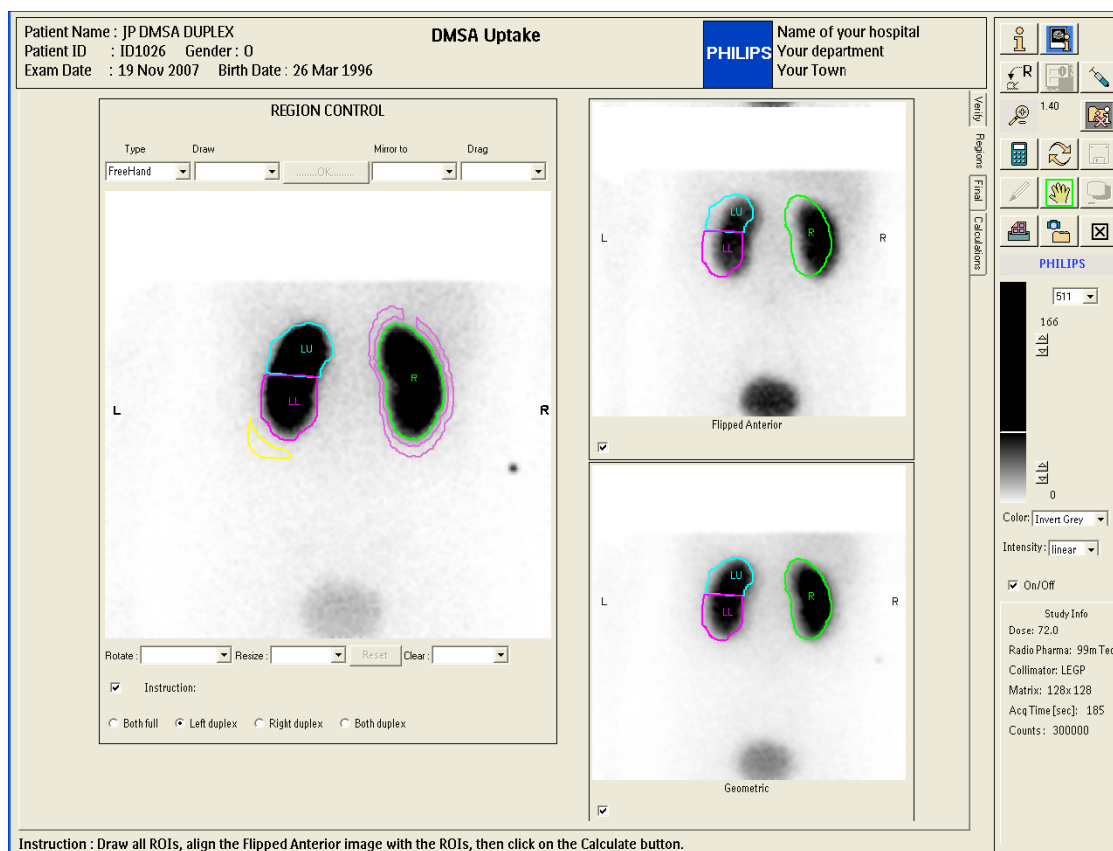 Patient Name : JP DMSA DUPLEX
Patient ID : ID1026 Gender : O
Exam Date : 19 Nov 2007 Birth Date : 26 Mar 1996
DMSA Uptake
PHILIPS
Name of your hospital
Your department
Your Town
REGION CONTROL
Type Draw Mirror to Drag
FreeHand ........OK.........
L LU LL R R
Rotate : Resize : Reset Clear :
Instruction:
Both full Left duplex Right duplex Both duplex
L LU LL R R
Flipped Anterior
L LU LL R R
Geometric
Verify
Regions
Final
Calculations
R
1.40
PHILIPS
511
166
0
Color: Invert Grey
Intensity: linear
On/Off
Study Info
Dose: 72.0
Radio Pharma: 99m Tec
Collimator: LEGP
Matrix: 128x 128
Acq Time [sec]: 185
Counts : 300000
Instruction : Draw all ROIs, align the Flipped Anterior image with the ROIs, then click on the Calculate button.